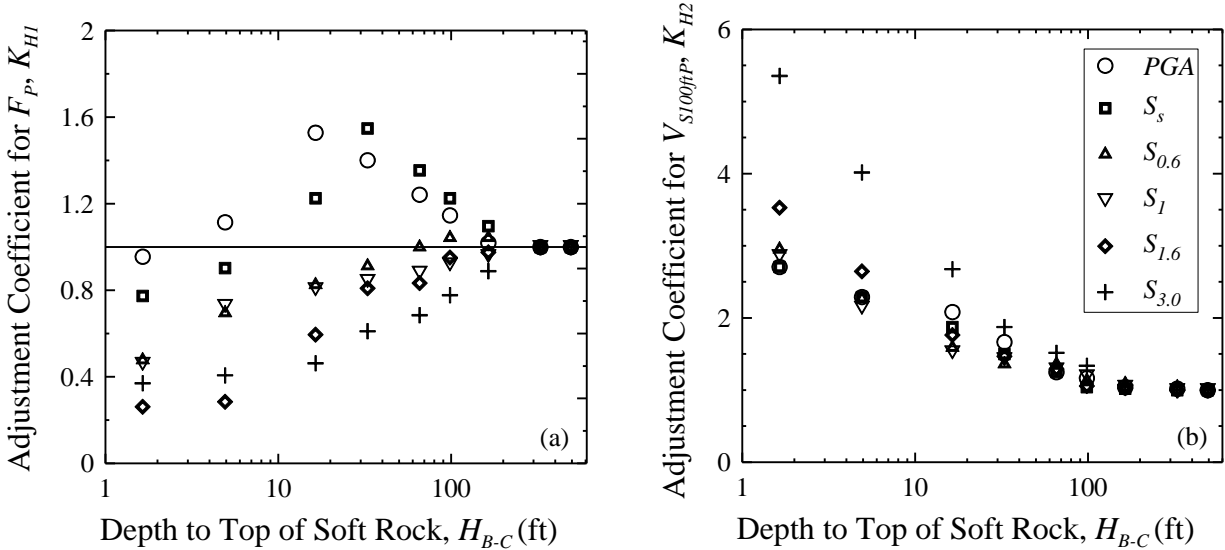 Adjustment Coefficient for F_P, K_H1
2
1.6
1.2
0.8
0.4
0
1 10 100
(a)
Depth to Top of Soft Rock, H_B-C (ft)
Adjustment Coefficient for V_S100ftP, K_H2
6
4
2
0
1 10 100
PGA
S_s
S_0.6
S_1
S_1.6
S_3.0
(b)
Depth to Top of Soft Rock, H_B-C (ft)